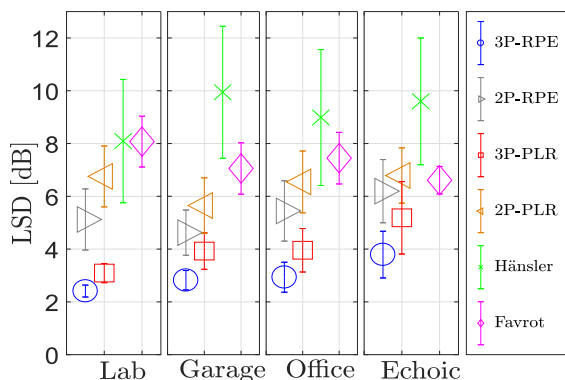 LSD [dB]
12
10
8
6
4
2
0
Lab
Garage
Office
Echoic
3P-RPE
2P-RPE
3P-PLR
2P-PLR
Hänsler
Favrot